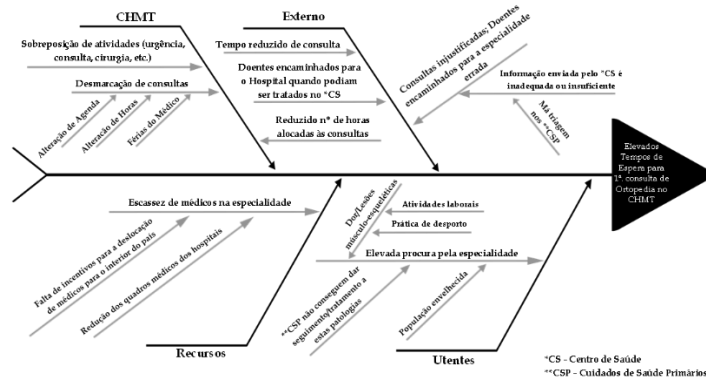 CHMT
Externo
Sobreposição de atividades (urgência,
consulta, cirurgia, etc.)
Desmarcação de consultas
Alteração de Agenda
Alteração de Horas
Férias do Médico
Tempo reduzido de consulta
Doentes encaminhados para
o Hospital quando podiam
ser tratados no *CS
Reduzido nº de horas
alocadas às consultas
Consultas injustificadas; Doentes
encaminhados para a especialidade
errada
Informação enviada pelo *CS é
inadequada ou insuficiente
Má triagem
nos **CSP
Elevados
Tempos de
Espera para
1ª. consulta de
Ortopedia no
CHMT
Escassez de médicos na especialidade
Falta de incentivos para a deslocação
de médicos para o interior do país
Redução dos quadros médicos dos hospitais
Dor/Lesões
músculo-esqueléticas
Atividades laborais
Prática de desporto
Elevada procura pela especialidade
**CSP não conseguem dar
seguimento/tratamento a
estas patologias
População envelhecida
Recursos
Utentes
*CS - Centro de Saúde
**CSP - Cuidados de Saúde Primários